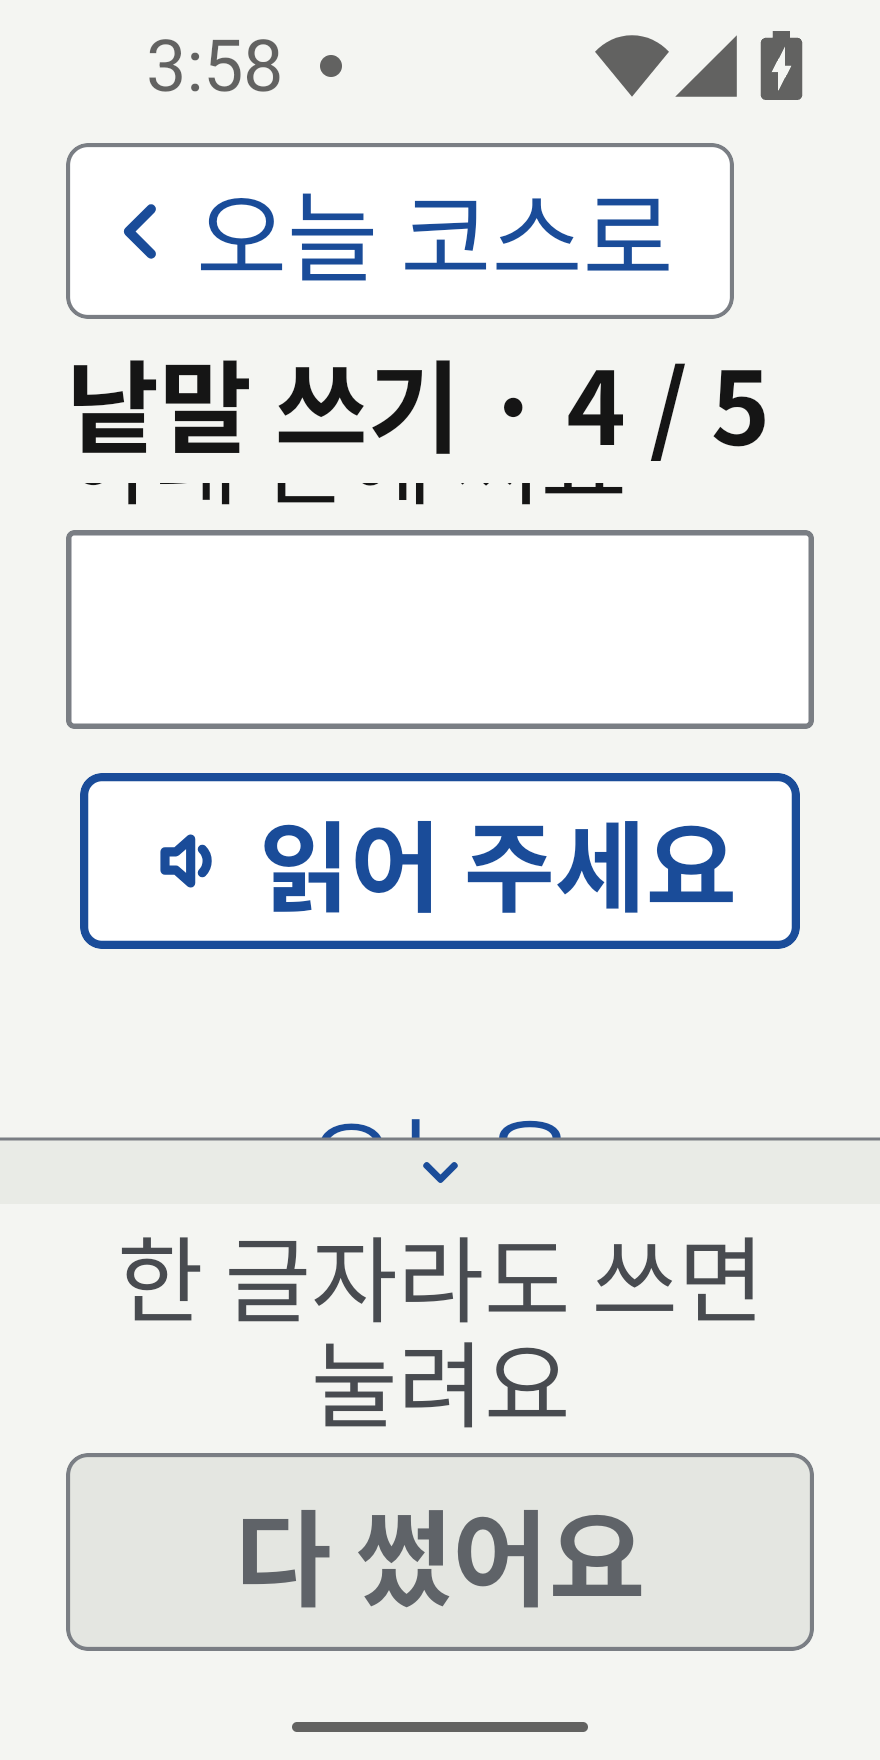 3:58
오늘 코스로
낱말 쓰기 · 4 / 5
읽어 주세요
한 글자라도 쓰면
눌려요
다 썼어요